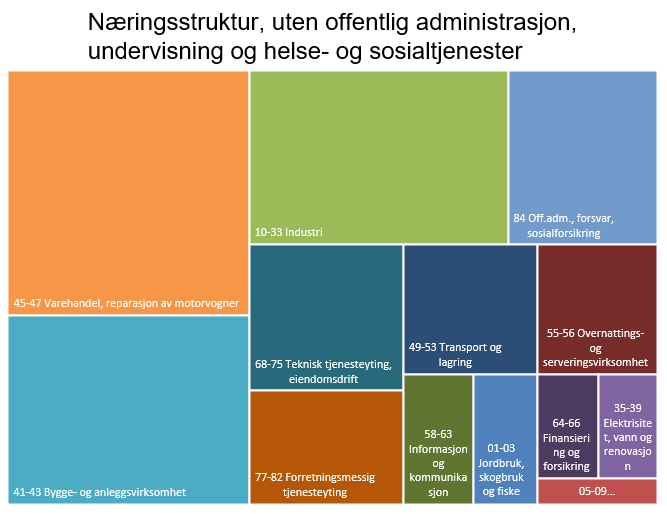 Næringsstruktur, uten offentlig administrasjon,
undervisning og helse- og sosialtjenester
45-47 Varehandel, reparasjon av motorvogner
41-43 Bygge- og anleggsvirksomhet
10-33 Industri
84 Off.adm., forsvar,
sosialforsikring
68-75 Teknisk tjenesteyting,
eiendomsdrift
77-82 Forretningsmessig
tjenesteyting
49-53 Transport og
lagring
55-56 Overnattings-
og
serveringsvirksomhet
58-63
Informasjon
og
kommunika
sjon
01-03
Jordbruk,
skogbruk
og fiske
64-66
Finansieri
ng og
forsikring
35-39
Elektrisite
t, vann og
renovasjo
n
05-09...